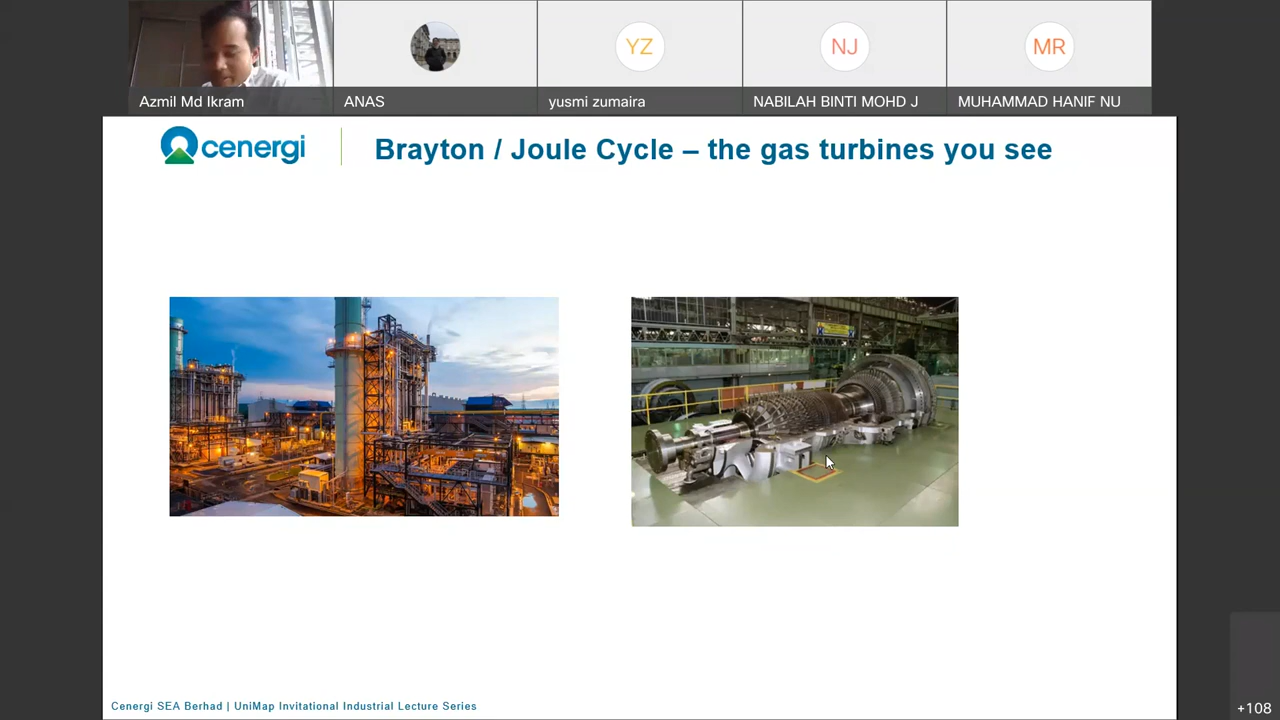 YZ
NJ
MR
Azmil Md Ikram
ANAS
yusmi zumaira
NABILAH BINTI MOHD J
MUHAMMAD HANIF NU
cenergi
Brayton / Joule Cycle – the gas turbines you see
Cenergi SEA Berhad | UniMap Invitational Industrial Lecture Series
+108